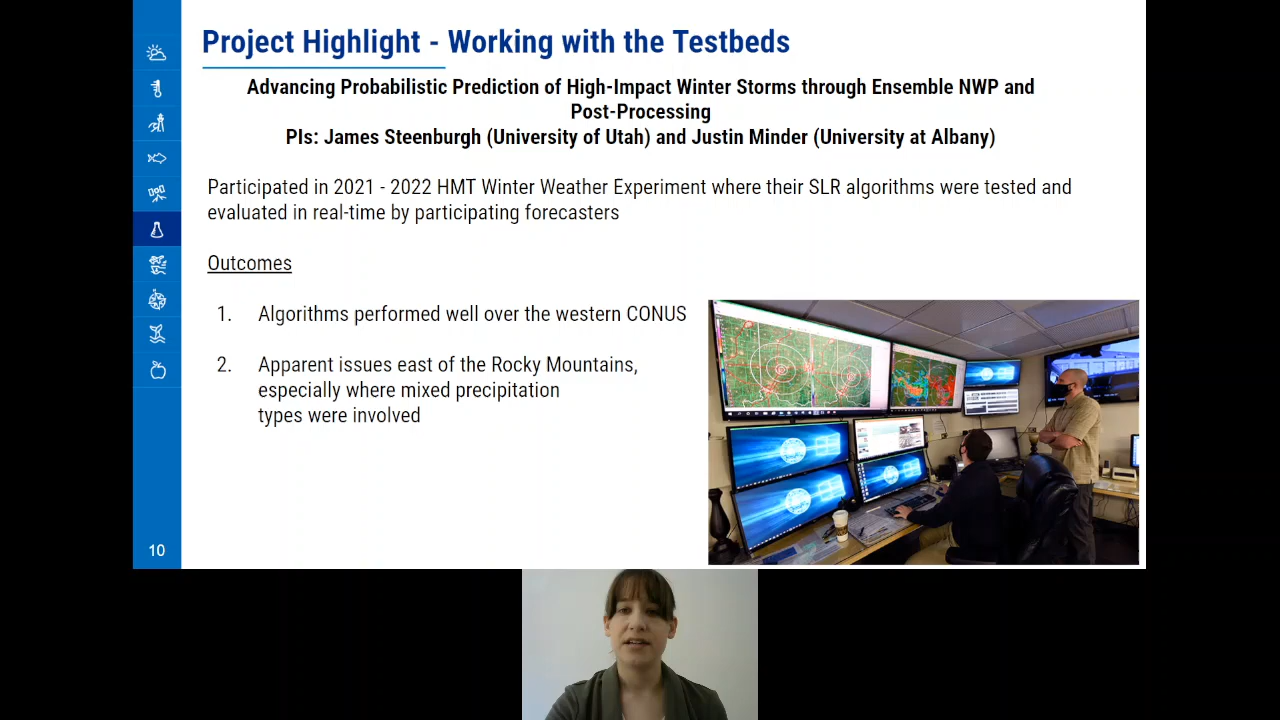 Project Highlight - Working with the Testbeds
Advancing Probabilistic Prediction of High-Impact Winter Storms through Ensemble NWP and
Post-Processing
PIs: James Steenburgh (University of Utah) and Justin Minder (University at Albany)
Participated in 2021 - 2022 HMT Winter Weather Experiment where their SLR algorithms were tested and
evaluated in real-time by participating forecasters
Outcomes
1. Algorithms performed well over the western CONUS
2. Apparent issues east of the Rocky Mountains,
especially where mixed precipitation
types were involved
10